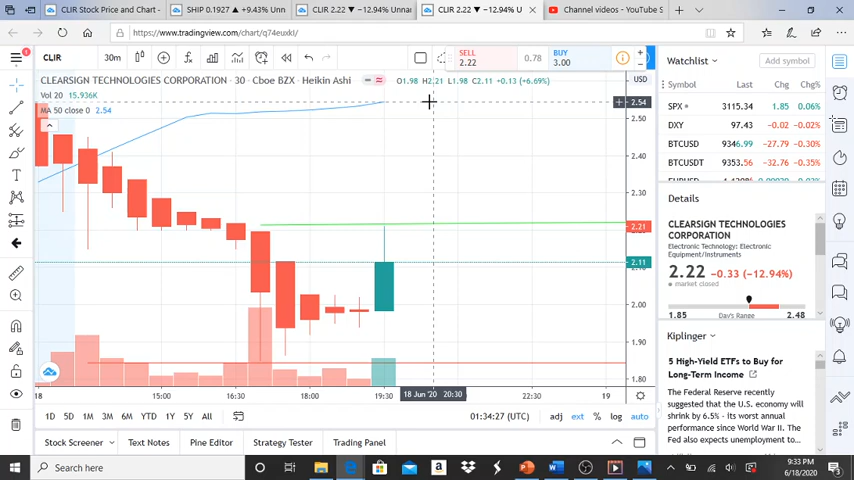 CLIR Stock Price and Chart -
SHIP 0.1927 ▲ +9.43% Unn
CLIR 2.22 ▼ −12.94% Unnai
CLIR 2.22 ▼ −12.94% U
Channel videos - YouTube S
https://www.tradingview.com/chart/q74euxkl/
CLIR
30m
SELL
2.22
0.78
BUY
3.00
CLEARSIGN TECHNOLOGIES CORPORATION · 30 · Cboe BZX · Heikin Ashi
O1.98 H2.21 L1.98 C2.11 +0.13 (+6.69%)
Vol 20 15.936K
MA 50 close 0 2.54
USD
2.54
2.50
2.40
2.30
2.21
2.11
2.00
1.90
1.80
18
15:00
16:30
18:00
19:30
18 Jun '20 20:30
22:30
19
1D 5D 1M 3M 6M YTD 1Y 5Y All
01:34:27 (UTC)
adj ext % log auto
Stock Screener
Text Notes
Pine Editor
Strategy Tester
Trading Panel
Watchlist
Add symbol
Symbol Last Chg Chg%
SPX 3115.34 1.85 0.06%
DXY 97.43 -0.02 -0.02%
BTCUSD 9346.99 -27.79 -0.30%
BTCUSDT 9353.56 -32.76 -0.35%
Details
CLEARSIGN TECHNOLOGIES
CORPORATION
Electronic Technology: Electronic
Equipment/Instruments
2.22 −0.33 (−12.94%)
market closed
1.85 Day's Range 2.48
Kiplinger
5 High-Yield ETFs to Buy for
Long-Term Income
The Federal Reserve recently
suggested that the U.S. economy will
shrink by 6.5% - its worst annual
performance since World War II. The
Fed also expects unemployment to...
Search
9:33 PM
6/18/2020